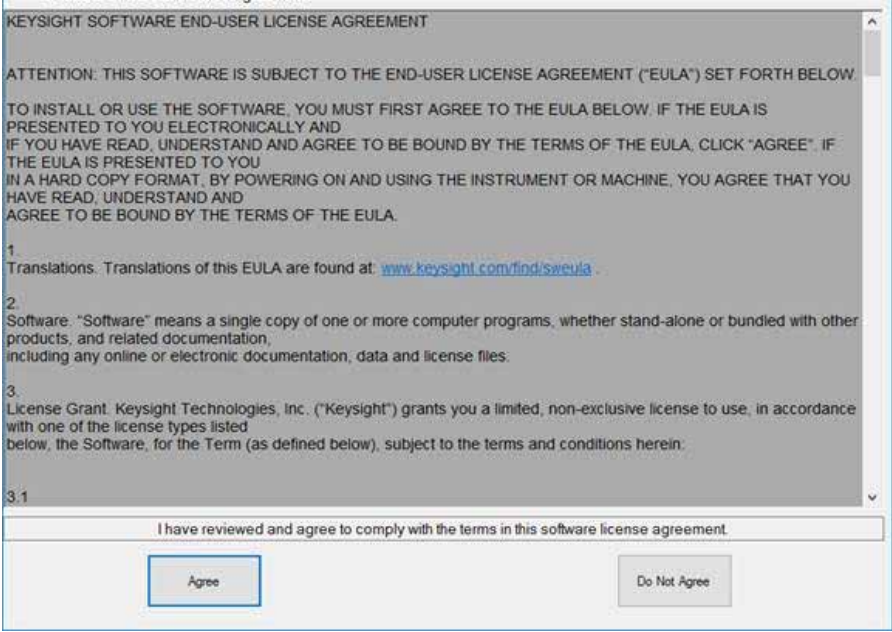 KEYSIGHT SOFTWARE END-USER LICENSE AGREEMENT
ATTENTION: THIS SOFTWARE IS SUBJECT TO THE END-USER LICENSE AGREEMENT ("EULA") SET FORTH BELOW.
TO INSTALL OR USE THE SOFTWARE, YOU MUST FIRST AGREE TO THE EULA BELOW. IF THE EULA IS
PRESENTED TO YOU ELECTRONICALLY AND
IF YOU HAVE READ, UNDERSTAND AND AGREE TO BE BOUND BY THE TERMS OF THE EULA, CLICK "AGREE". IF
THE EULA IS PRESENTED TO YOU
IN A HARD COPY FORMAT, BY POWERING ON AND USING THE INSTRUMENT OR MACHINE, YOU AGREE THAT YOU
HAVE READ, UNDERSTAND AND
AGREE TO BE BOUND BY THE TERMS OF THE EULA.
1.
Translations. Translations of this EULA are found at: www.keysight.com/find/sweula .
2.
Software. "Software" means a single copy of one or more computer programs, whether stand-alone or bundled with other
products, and related documentation,
including any online or electronic documentation, data and license files.
3.
License Grant. Keysight Technologies, Inc. ("Keysight") grants you a limited, non-exclusive license to use, in accordance
with one of the license types listed
below, the Software, for the Term (as defined below), subject to the terms and conditions herein:
3.1
I have reviewed and agree to comply with the terms in this software license agreement.
Agree
Do Not Agree